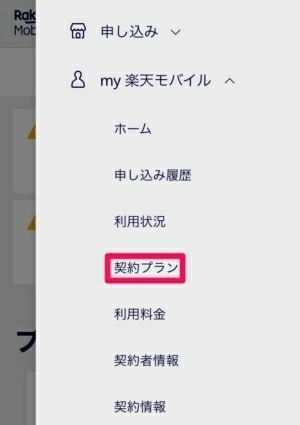 Rak
Mob
申し込み
my 楽天モバイル
ホーム
申し込み履歴
利用状況
契約プラン
利用料金
契約者情報
契約情報
プ